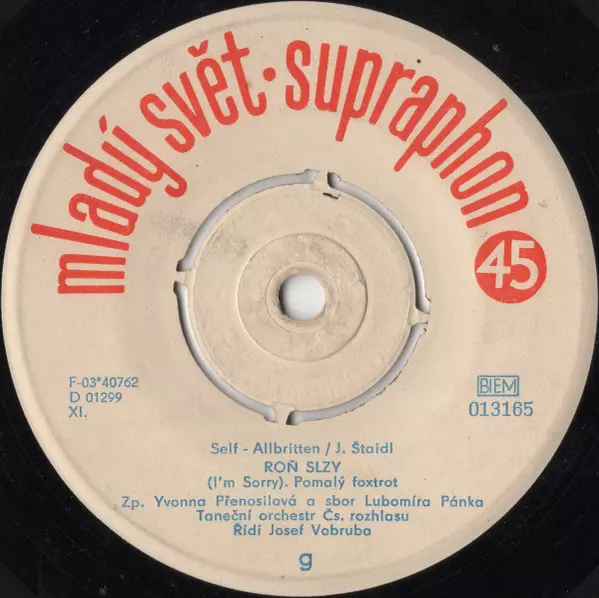 mladý svět · supraphon
45
F-03*40762
D 01299
XI.
BIEM
013165
Self - Allbritten / J. Štaidl
ROŇ SLZY
(I'm Sorry). Pomalý foxtrot
Zp. Yvonna Přenosilová a sbor Lubomíra Pánka
Taneční orchestr Čs. rozhlasu
Řídí Josef Vobruba
g